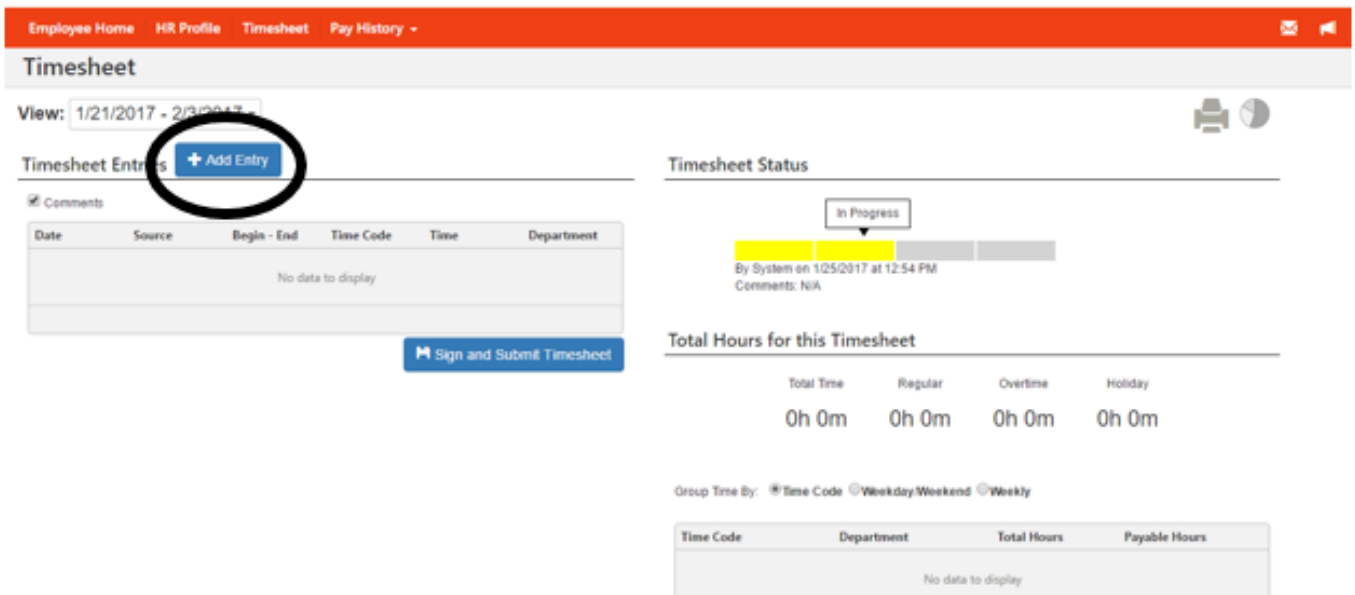 Employee Home HR Profile Timesheet Pay History
Timesheet
View: 1/21/2017 - 2/3/2017
Timesheet Entries + Add Entry
Comments
Date Source Begin - End Time Code Time Department
No data to display
Sign and Submit Timesheet
Timesheet Status
In Progress
By System on 1/25/2017 at 12:54 PM
Comments: N/A
Total Hours for this Timesheet
Total Time Regular Overtime Holiday
0h 0m 0h 0m 0h 0m 0h 0m
Group Time By: Time Code Weekday/Weekend Weekly
Time Code Department Total Hours Payable Hours
No data to display